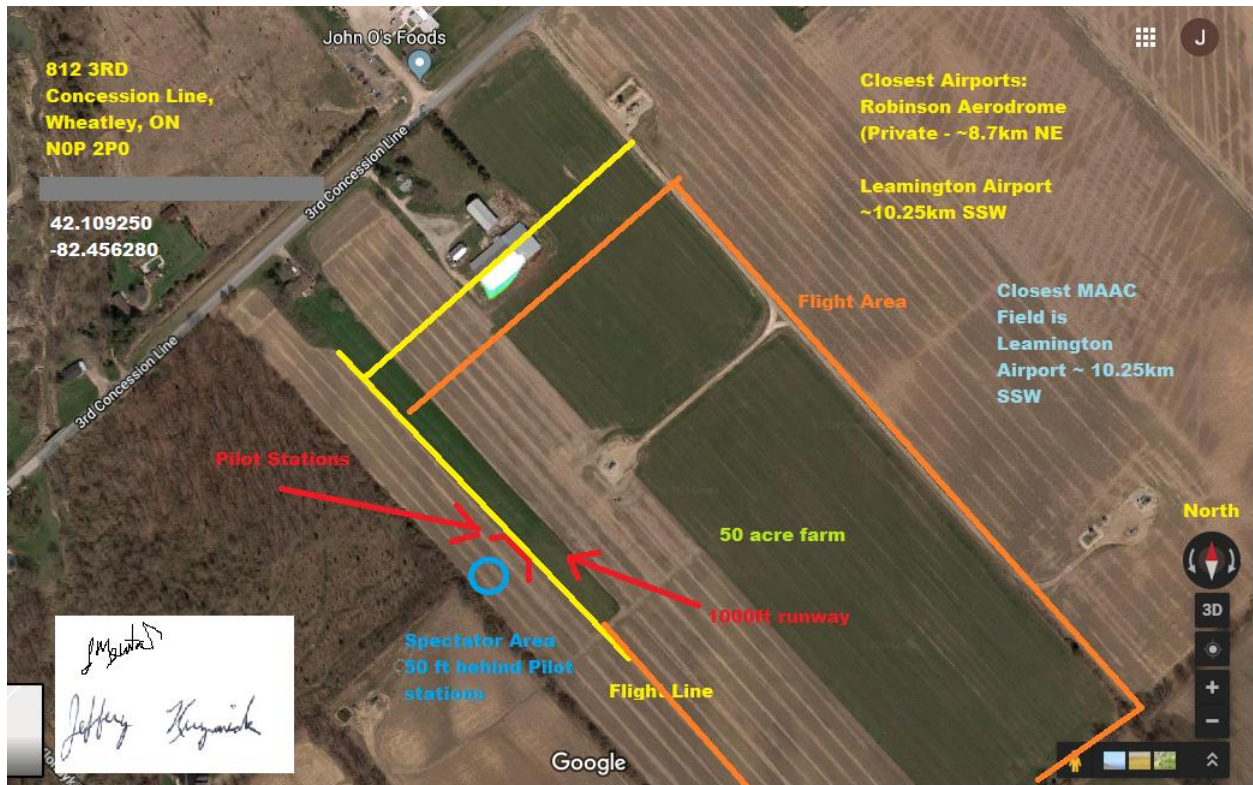 812 3RD
Concession Line,
Wheatley, ON
N0P 2P0
42.109250
-82.456280
John O's Foods
3rd Concession Line
3rd Concession Line
J
Closest Airports:
Robinson Aerodrome
(Private - ~8.7km NE
Leamington Airport
~10.25km SSW
Closest MAAC
Field is
Leamington
Airport ~ 10.25km
SSW
Flight Area
Pilot Stations
50 acre farm
North
3D
1000ft runway
Spectator Area
50 ft behind Pilot
stations
Flight Line
Jeffery
Google